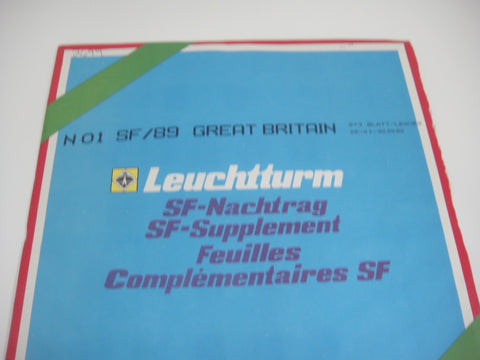 N 01 SF/89 GREAT BRITAIN
Leuchtturm
SF-Nachtrag
SF-Supplement
Feuilles
Complémentaires SF